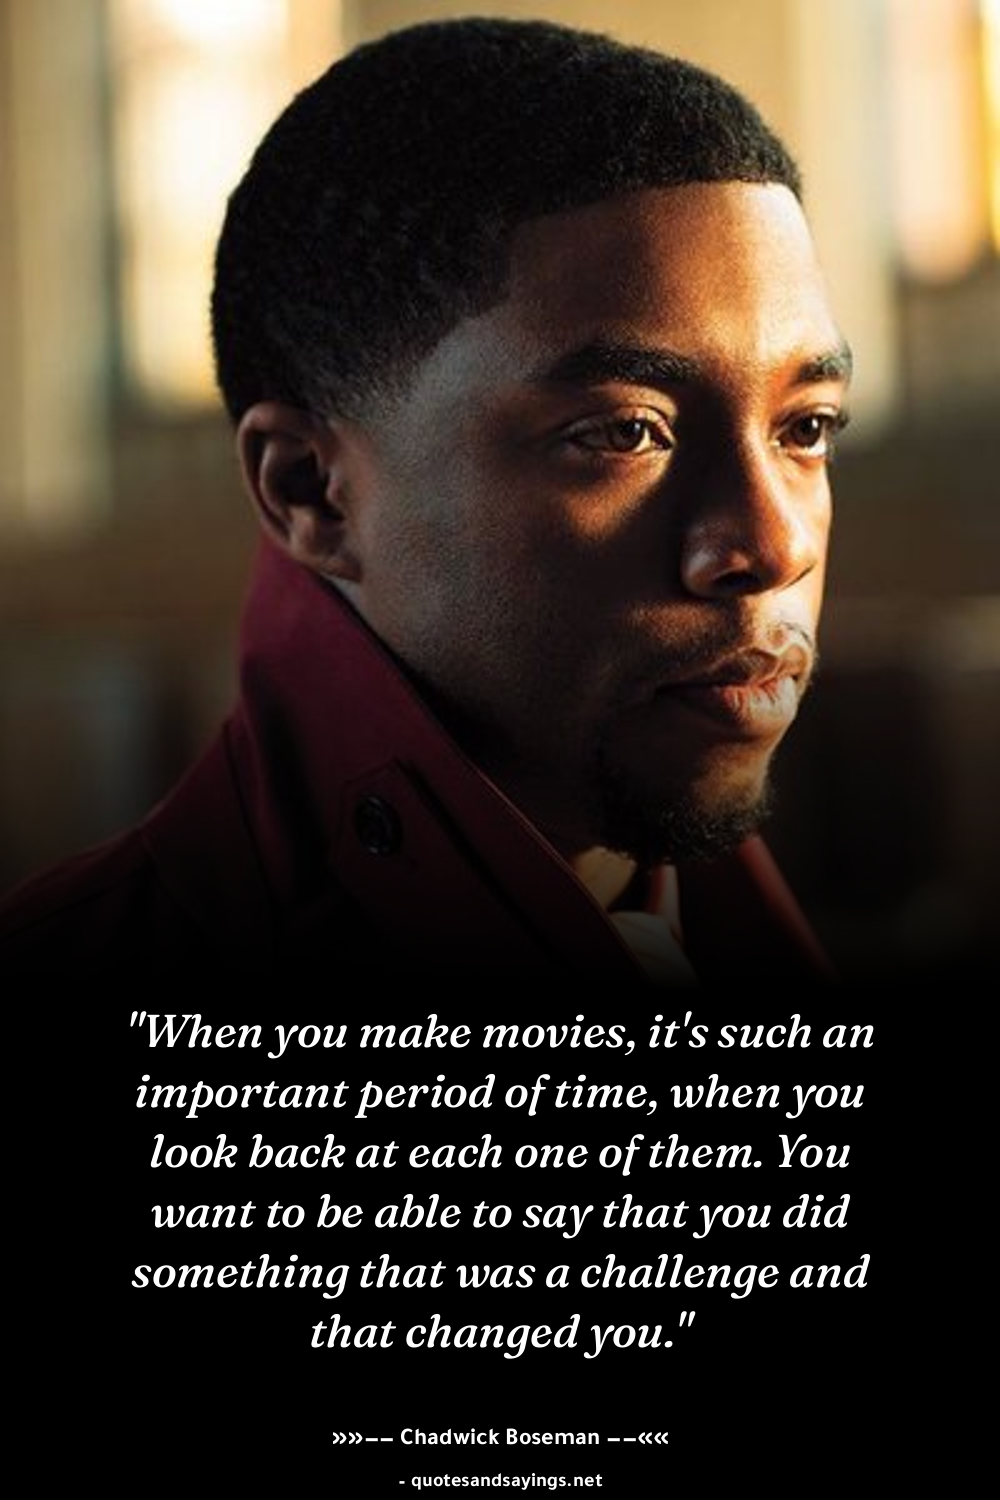 "When you make movies, it's such an
important period of time, when you
look back at each one of them. You
want to be able to say that you did
something that was a challenge and
that changed you."
»»–– Chadwick Boseman ––««
- quotesandsayings.net